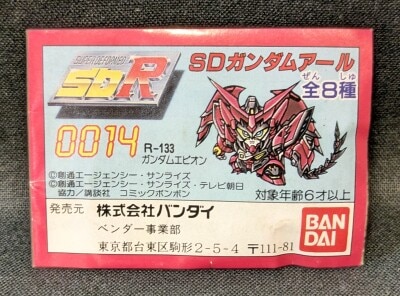 SUPER DEFORMED
SDR
SDガンダムアール
ぜん しゅ
全8種
0014
R-133
ガンダムエピオン
©創通エージェンシー・サンライズ
©創通エージェンシー・サンライズ・テレビ朝日
協力/講談社 コミックボンボン
対象年齢6才以上
発売元 株式会社バンダイ
ベンダー事業部
東京都台東区駒形2-5-4 〒111-81
BAN
DAI